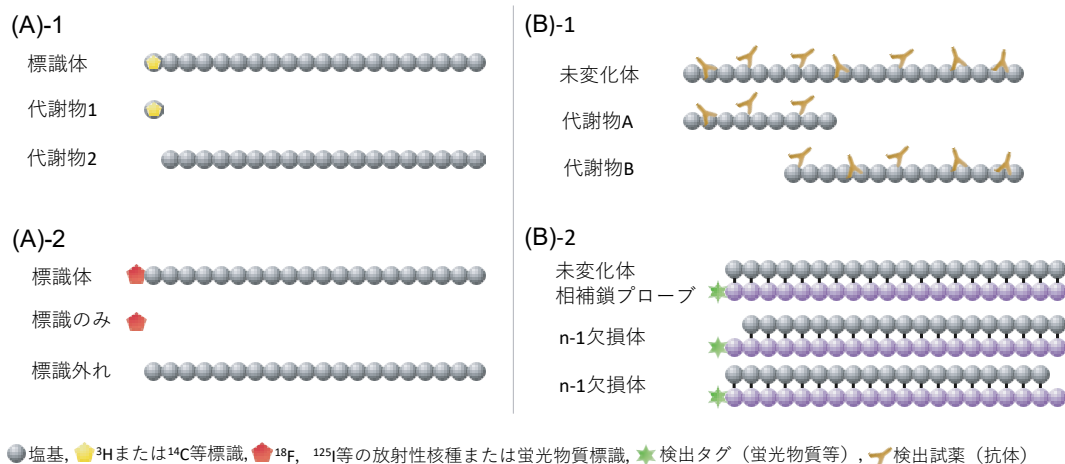 (A)-1
標識体
代謝物1
代謝物2
(A)-2
標識体
標識のみ
標識外れ
(B)-1
未変化体
代謝物A
代謝物B
(B)-2
未変化体
相補鎖プローブ
n-1欠損体
n-1欠損体
塩基, ³Hまたは¹⁴C等標識, ¹⁸F, ¹²⁵I等の放射性核種または蛍光物質標識, 検出タグ（蛍光物質等）, 検出試薬（抗体）